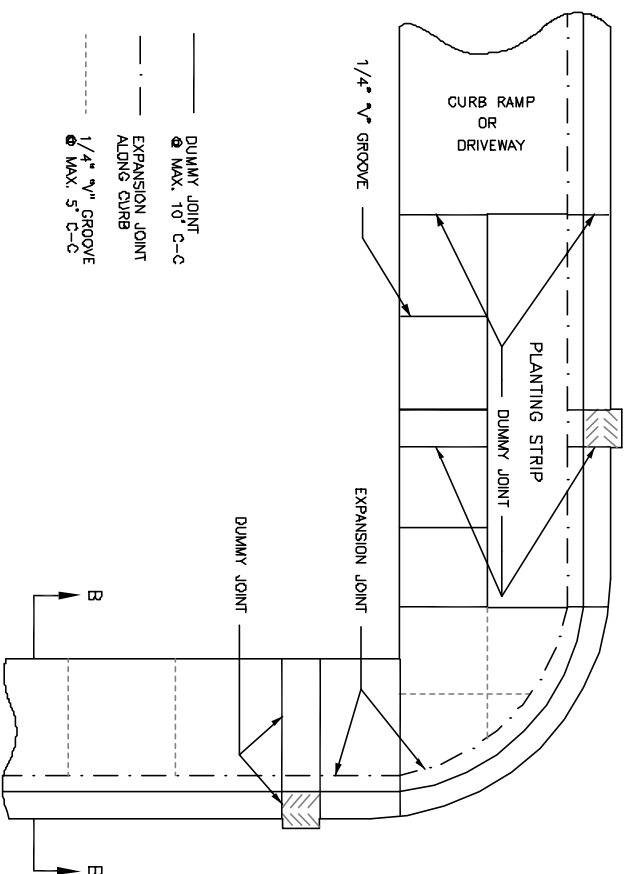 CURB RAMP
OR
DRIVEWAY
1/4" "V" GROOVE
PLANTING STRIP
DUMMY JOINT
EXPANSION JOINT
DUMMY JOINT
DUMMY JOINT
@ MAX. 10' C-C
EXPANSION JOINT
ALONG CURB
1/4" "V" GROOVE
@ MAX. 5' C-C
B
B